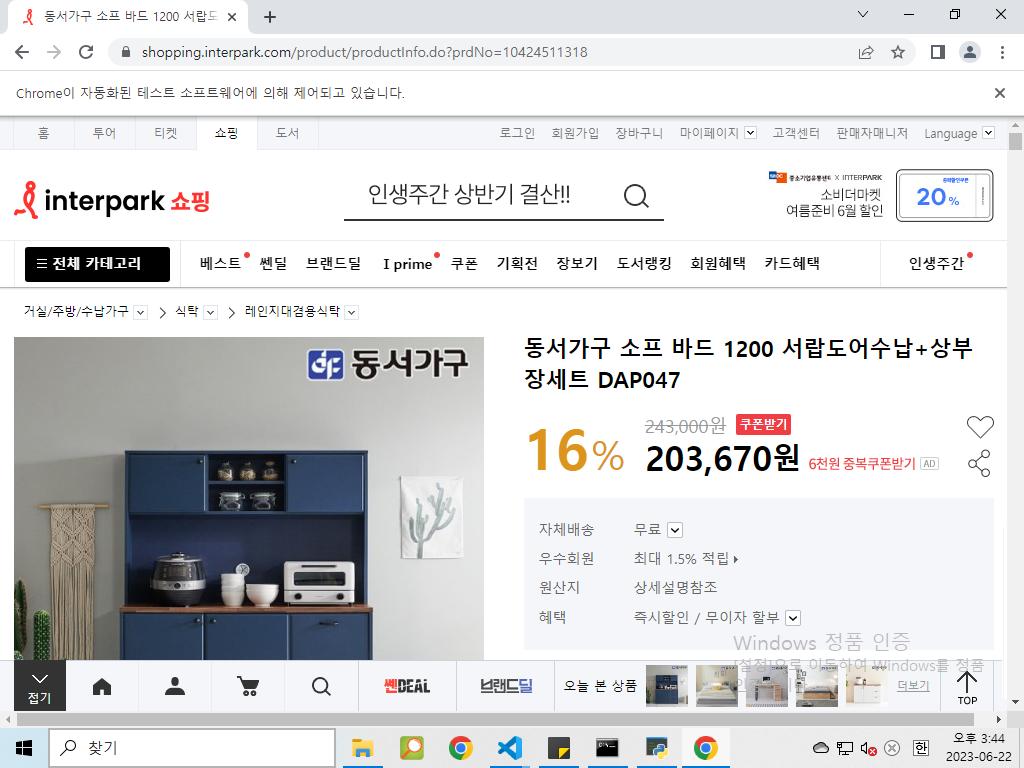 동서가구 소프 바드 1200 서랍도
shopping.interpark.com/product/productInfo.do?prdNo=10424511318
Chrome이 자동화된 테스트 소프트웨어에 의해 제어되고 있습니다.
홈 투어 티켓 쇼핑 도서 로그인 회원가입 장바구니 마이페이지 고객센터 판매자매니저 Language
interpark 쇼핑
인생주간 상반기 결산!!
중소기업유통센터 X INTERPARK
소비더마켓
여름준비 6월 할인
중복할인쿠폰
20%
전체 카테고리 베스트 쎈딜 브랜드딜 I prime 쿠폰 기획전 장보기 도서랭킹 회원혜택 카드혜택 인생주간
거실/주방/수납가구 > 식탁 > 레인지대겸용식탁
동서가구
동서가구 소프 바드 1200 서랍도어수납+상부
장세트 DAP047
16%
243,000원 쿠폰받기
203,670원 6천원 중복쿠폰받기 AD
자체배송 무료
우수회원 최대 1.5% 적립
원산지 상세설명참조
혜택 즉시할인 / 무이자 할부
Windows 정품 인증
[설정]으로 이동하여 Windows를 정품
접기
쎈DEAL
브랜드딜
오늘 본 상품
더보기
TOP
찾기
한
오후 3:44
2023-06-22